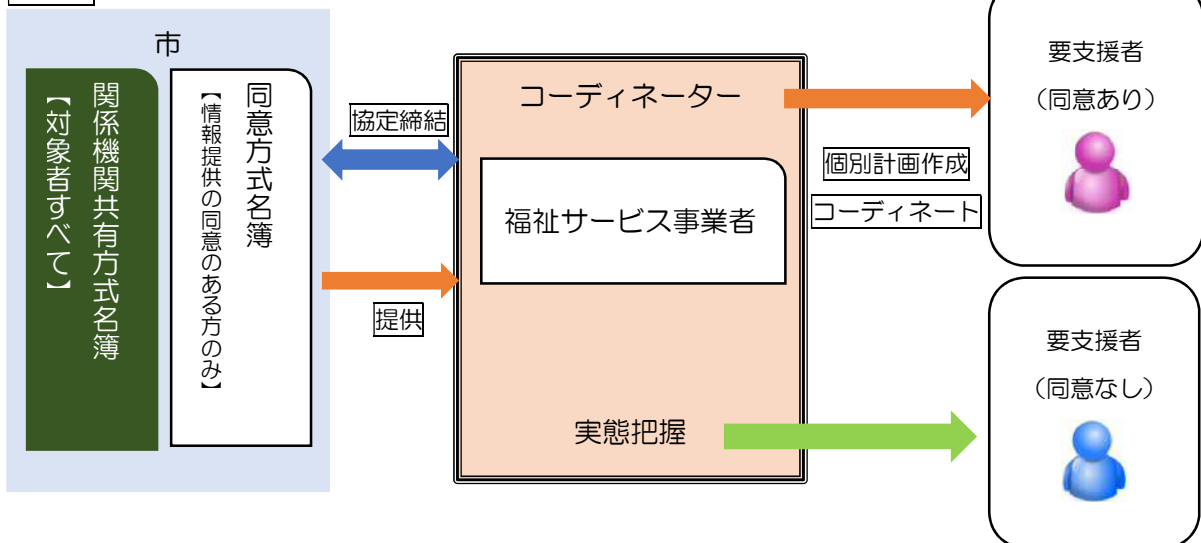 市
関係機関共有方式名簿
【対象者すべて】
同意方式名簿
【情報提供の同意のある方のみ】
協定締結
提供
コーディネーター
福祉サービス事業者
実態把握
個別計画作成
コーディネート
要支援者
（同意あり）
要支援者
（同意なし）